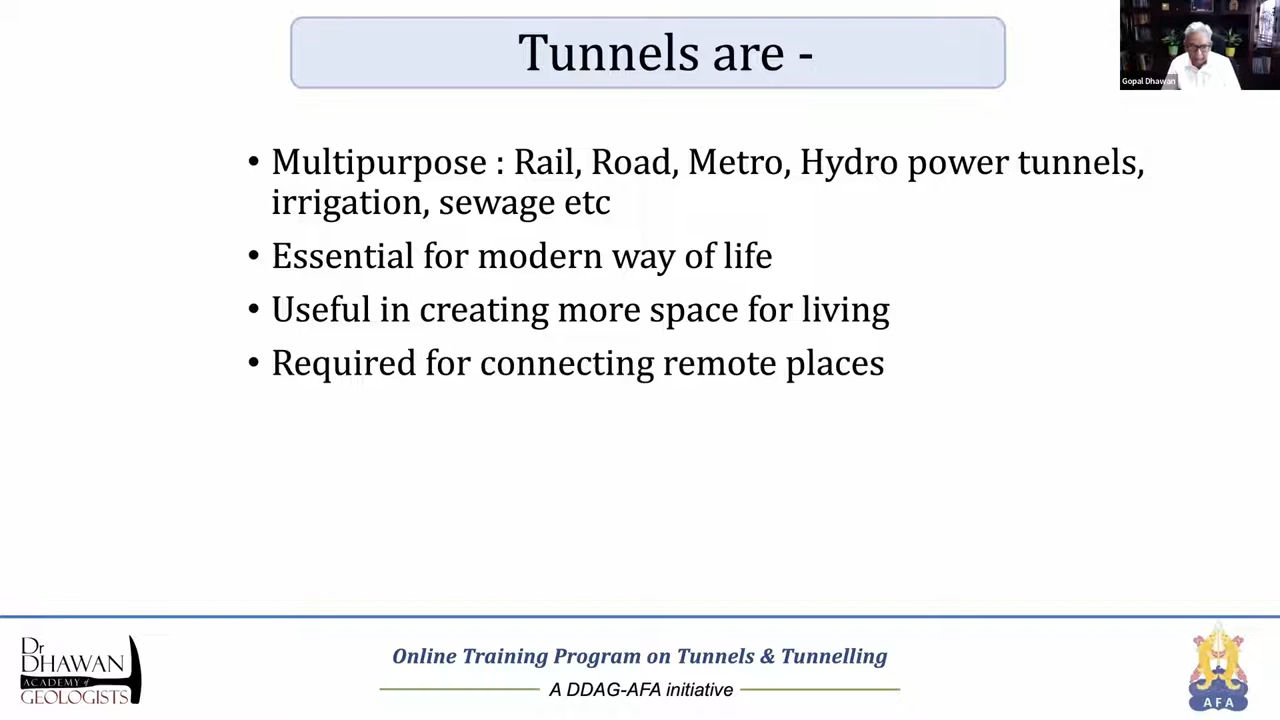 Tunnels are -
Gopal Dhawan
• Multipurpose : Rail, Road, Metro, Hydro power tunnels,
irrigation, sewage etc
• Essential for modern way of life
• Useful in creating more space for living
• Required for connecting remote places
Dr
DHAWAN
ACADEMY of
GEOLOGISTS
Online Training Program on Tunnels & Tunnelling
A DDAG-AFA initiative
AFA